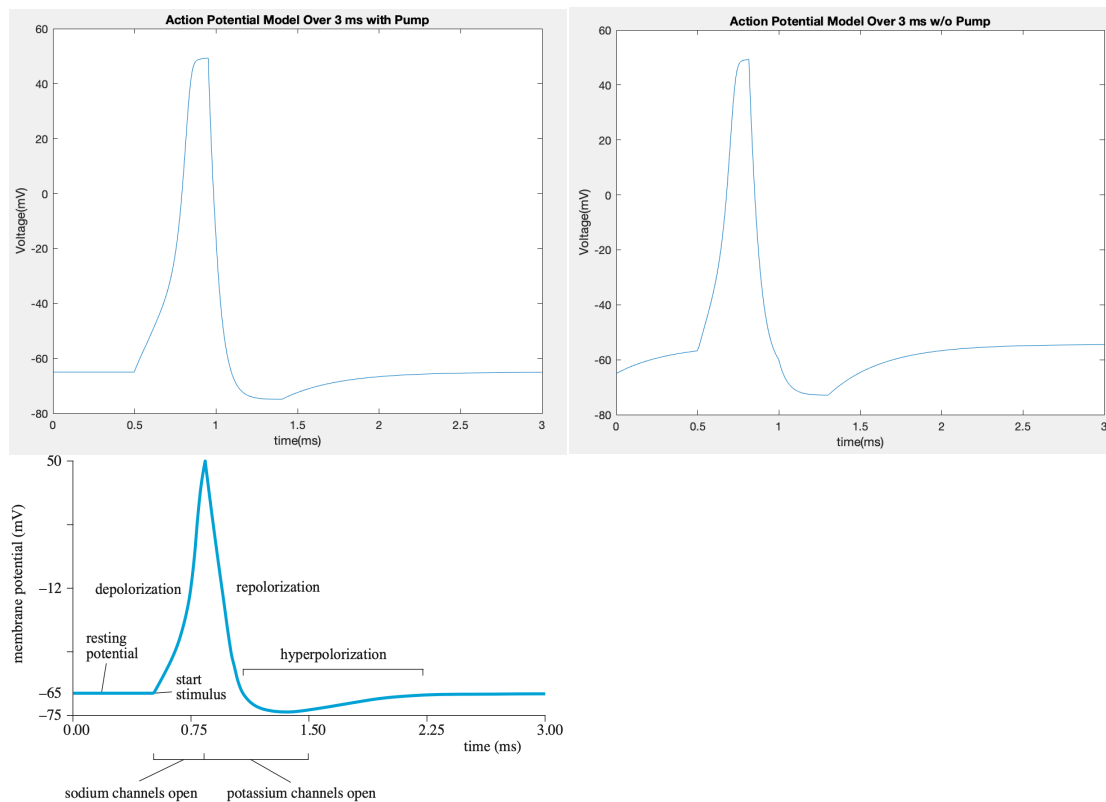 Action Potential Model Over 3 ms with Pump
60
40
20
0
-20
-40
-60
-80
Voltage(mV)
0 0.5 1 1.5 2 2.5 3
time(ms)
Action Potential Model Over 3 ms w/o Pump
60
40
20
0
-20
-40
-60
-80
Voltage(mV)
0 0.5 1 1.5 2 2.5 3
time(ms)
50
−12
−65
−75
membrane potential (mV)
depolorization
repolorization
resting
potential
hyperpolorization
start
stimulus
0.00 0.75 1.50 2.25 3.00
time (ms)
sodium channels open potassium channels open